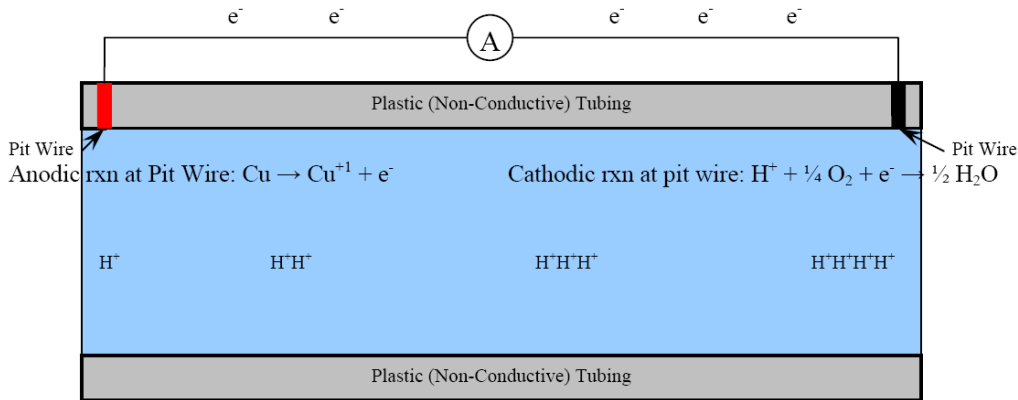 e⁻ e⁻ e⁻ e⁻ e⁻
A
Plastic (Non-Conductive) Tubing
Pit Wire Pit Wire
Anodic rxn at Pit Wire: Cu → Cu⁺¹ + e⁻ Cathodic rxn at pit wire: H⁺ + ¼ O₂ + e⁻ → ½ H₂O
H⁺ H⁺H⁺ H⁺H⁺H⁺ H⁺H⁺H⁺H⁺
Plastic (Non-Conductive) Tubing